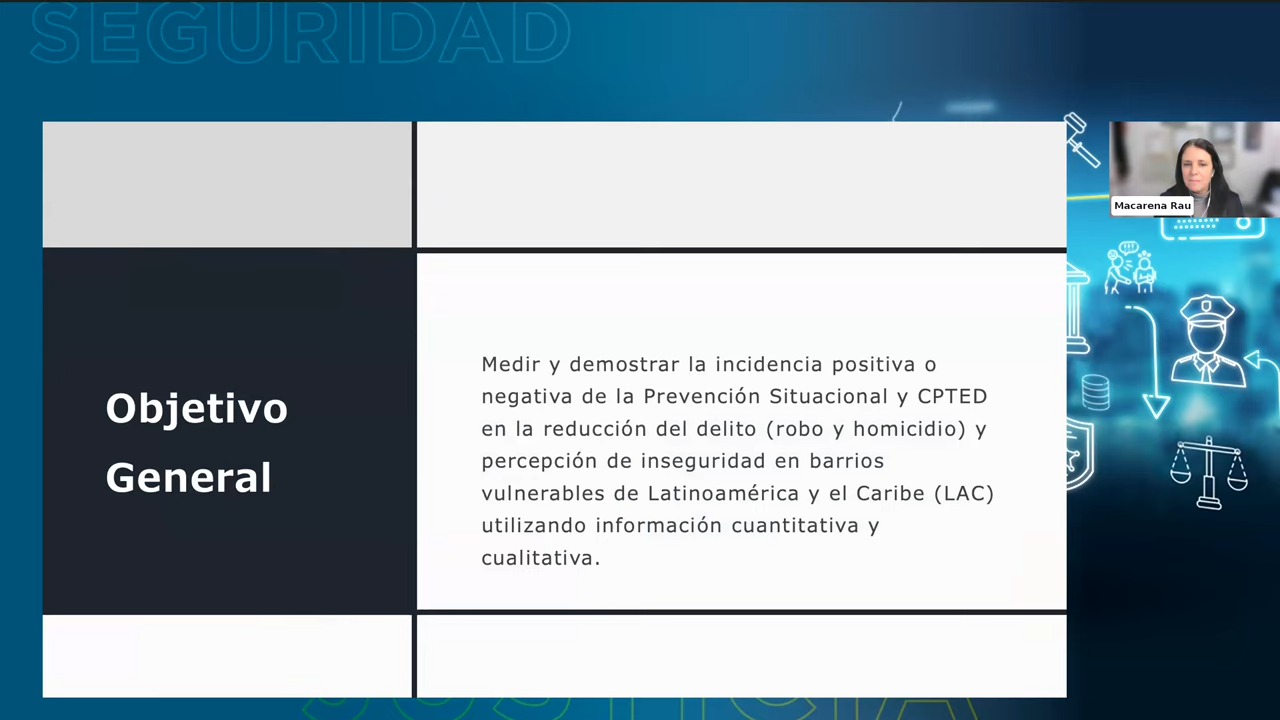 SEGURIDAD
Macarena Rau
Objetivo
General
Medir y demostrar la incidencia positiva o
negativa de la Prevención Situacional y CPTED
en la reducción del delito (robo y homicidio) y
percepción de inseguridad en barrios
vulnerables de Latinoamérica y el Caribe (LAC)
utilizando información cuantitativa y
cualitativa.
JUSTICIA